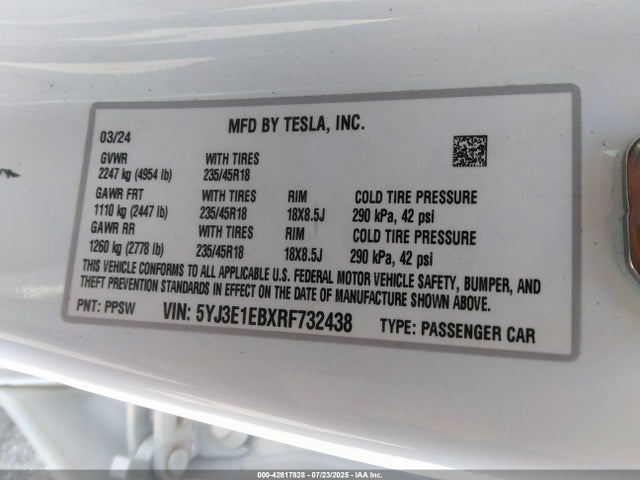 MFD BY TESLA, INC.
03/24
GVWR WITH TIRES
2247 kg (4954 lb) 235/45R18
GAWR FRT WITH TIRES RIM COLD TIRE PRESSURE
1110 kg (2447 lb) 235/45R18 18X8.5J 290 kPa, 42 psi
GAWR RR WITH TIRES RIM COLD TIRE PRESSURE
1260 kg (2778 lb) 235/45R18 18X8.5J 290 kPa, 42 psi
THIS VEHICLE CONFORMS TO ALL APPLICABLE U.S. FEDERAL MOTOR VEHICLE SAFETY, BUMPER, AND
THEFT PREVENTION STANDARDS IN EFFECT ON THE DATE OF MANUFACTURE SHOWN ABOVE.
PNT: PPSW VIN: 5YJ3E1EBXRF732438 TYPE: PASSENGER CAR
000-42817828 - 07/23/2025 - IAAI.COM